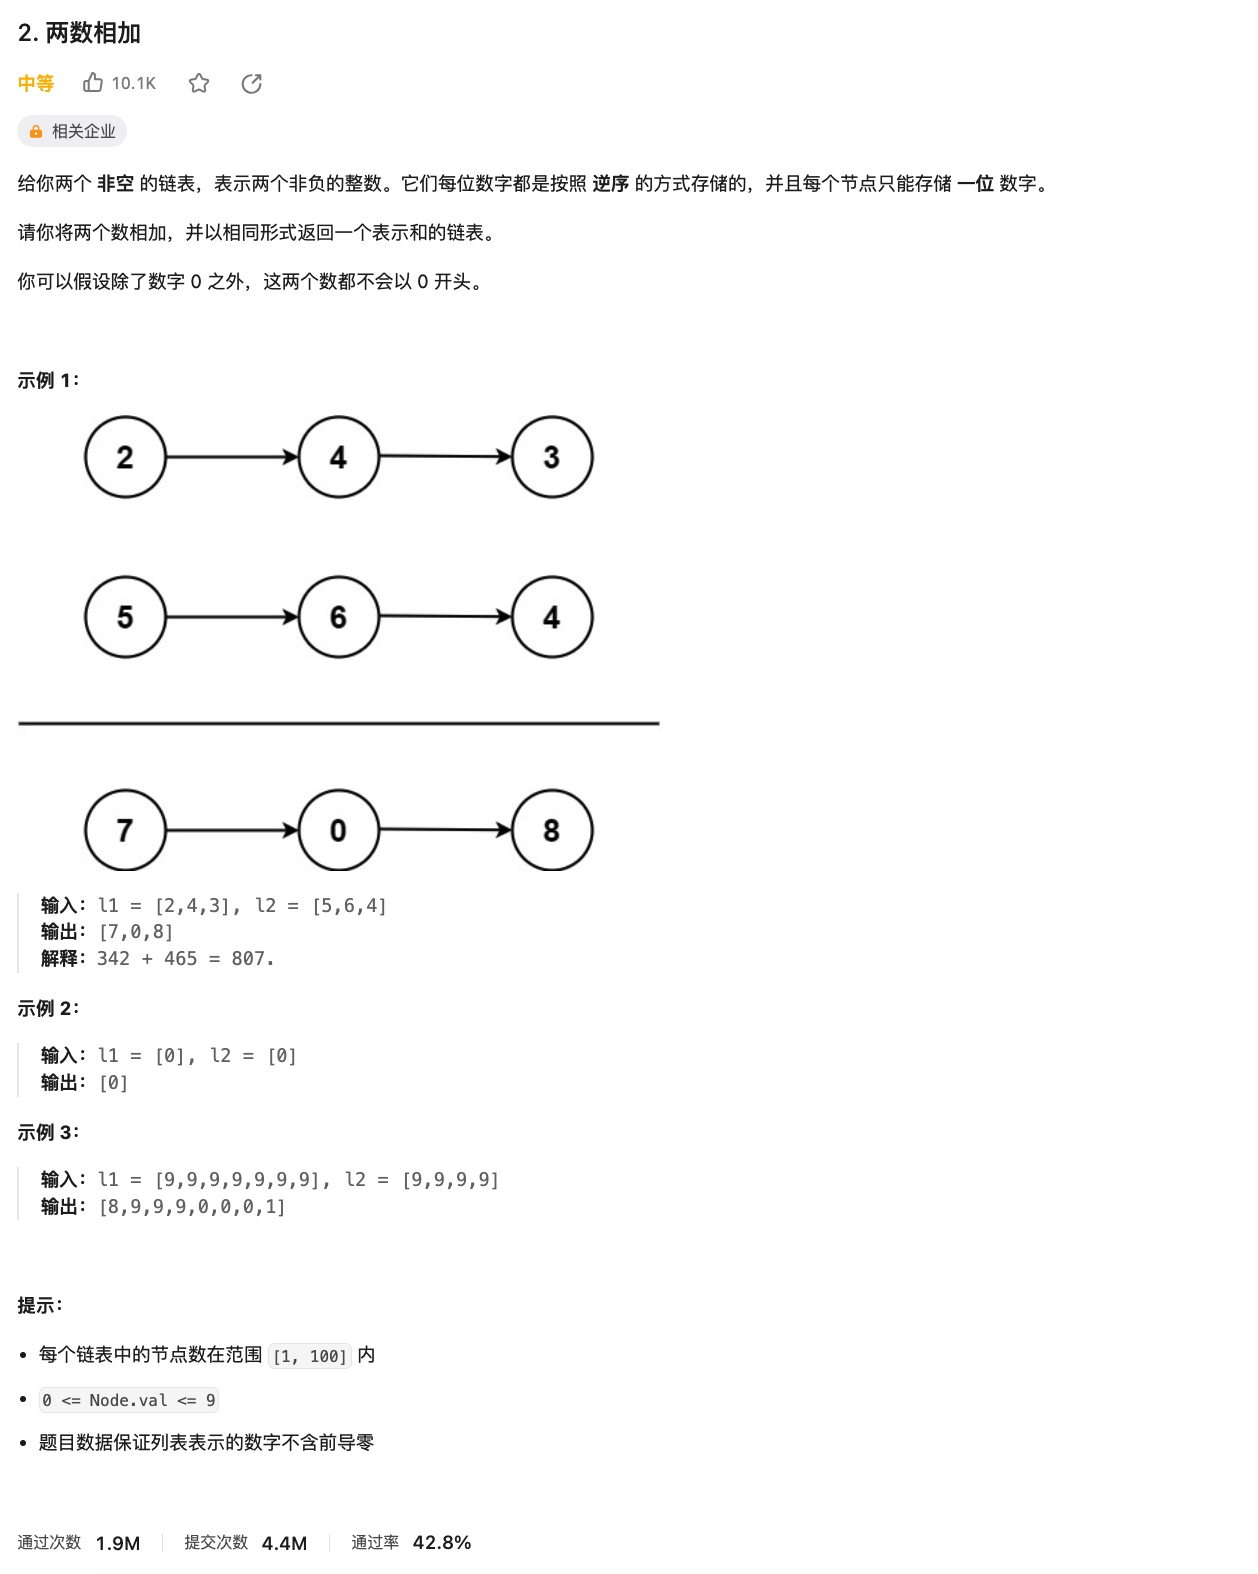 2. 两数相加
中等 10.1K
相关企业
给你两个 非空 的链表，表示两个非负的整数。它们每位数字都是按照 逆序 的方式存储的，并且每个节点只能存储 一位 数字。
请你将两个数相加，并以相同形式返回一个表示和的链表。
你可以假设除了数字 0 之外，这两个数都不会以 0 开头。
示例 1：
2 4 3
5 6 4
7 0 8
输入：l1 = [2,4,3], l2 = [5,6,4]
输出：[7,0,8]
解释：342 + 465 = 807.
示例 2：
输入：l1 = [0], l2 = [0]
输出：[0]
示例 3：
输入：l1 = [9,9,9,9,9,9,9], l2 = [9,9,9,9]
输出：[8,9,9,9,0,0,0,1]
提示：
• 每个链表中的节点数在范围 [1, 100] 内
• 0 <= Node.val <= 9
• 题目数据保证列表表示的数字不含前导零
通过次数 1.9M 提交次数 4.4M 通过率 42.8%